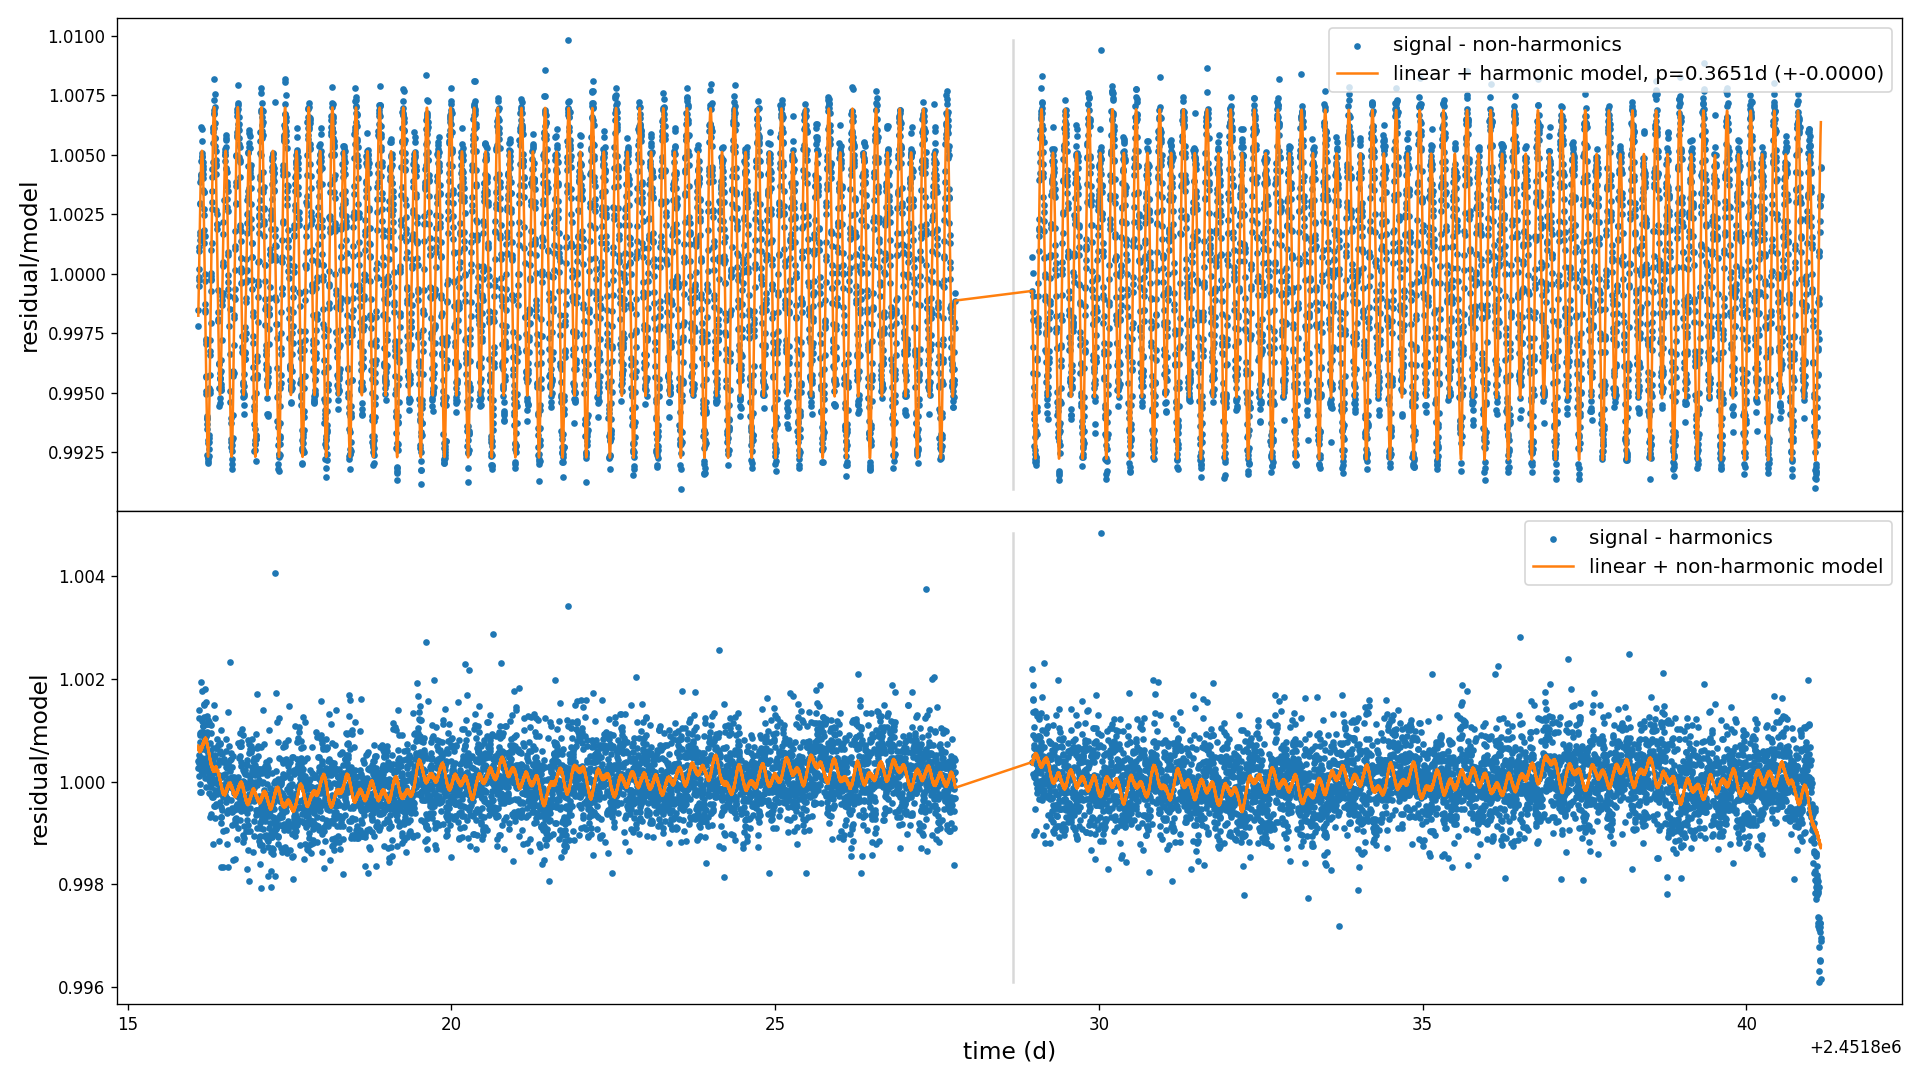 1.0100
1.0075
1.0050
1.0025
1.0000
0.9975
0.9950
0.9925
residual/model
signal - non-harmonics
linear + harmonic model, p=0.3651d (+-0.0000)
1.004
1.002
1.000
0.998
0.996
residual/model
signal - harmonics
linear + non-harmonic model
15
20
25
30
35
40
time (d)
+2.4518e6